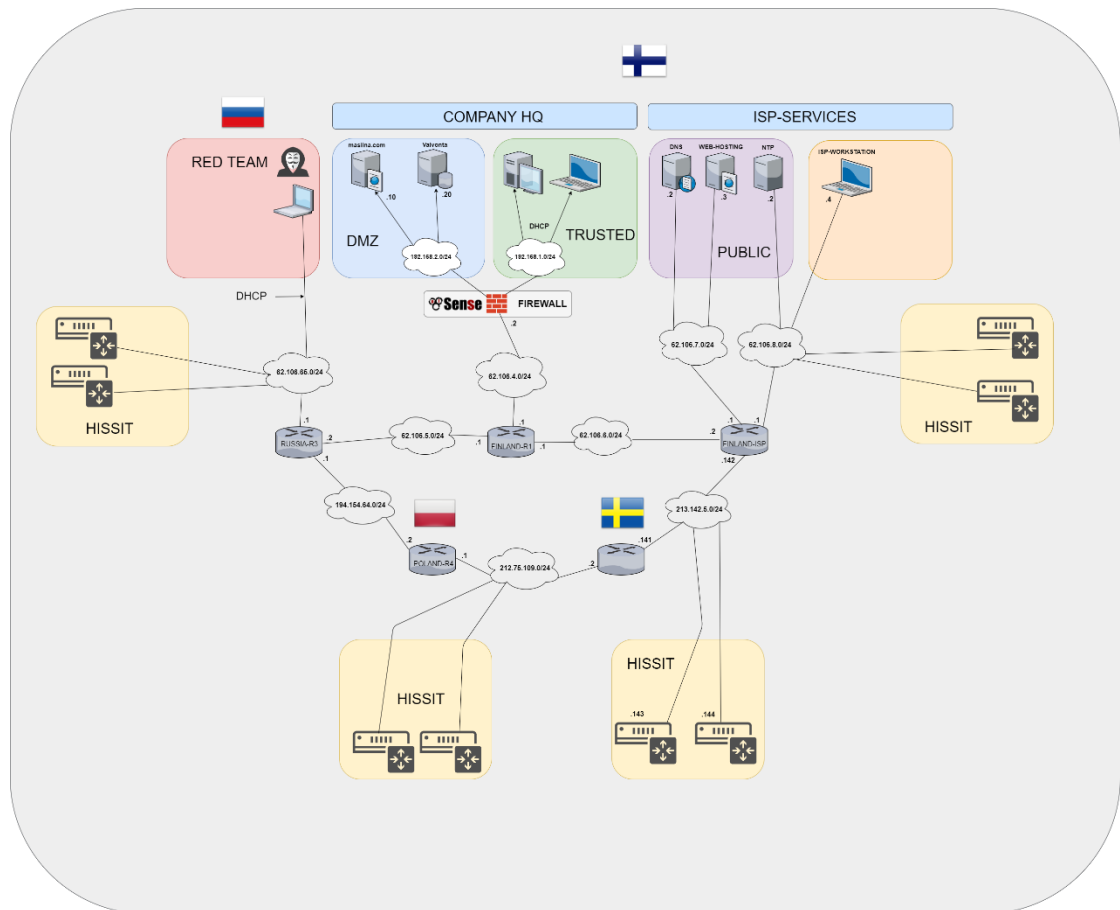 COMPANY HQ
ISP-SERVICES
RED TEAM
maslina.com
Valvonta
.10
.20
DMZ
192.168.2.0/24
DHCP
TRUSTED
192.168.1.0/24
DNS
WEB-HOSTING
NTP
.2
.3
.2
PUBLIC
ISP-WORKSTATION
.4
DHCP
Sense
FIREWALL
.2
HISSIT
62.106.65.0/24
62.106.4.0/24
62.106.7.0/24
62.106.8.0/24
HISSIT
.1
RUSSIA-R3
.2
.1
62.106.5.0/24
.1
.1
FINLAND-R1
.1
62.106.6.0/24
.2
.1
.1
FINLAND-ISP
.142
194.154.64.0/24
213.142.5.0/24
.2
POLAND-R4
.1
212.75.109.0/24
.2
.141
HISSIT
HISSIT
.143
.144